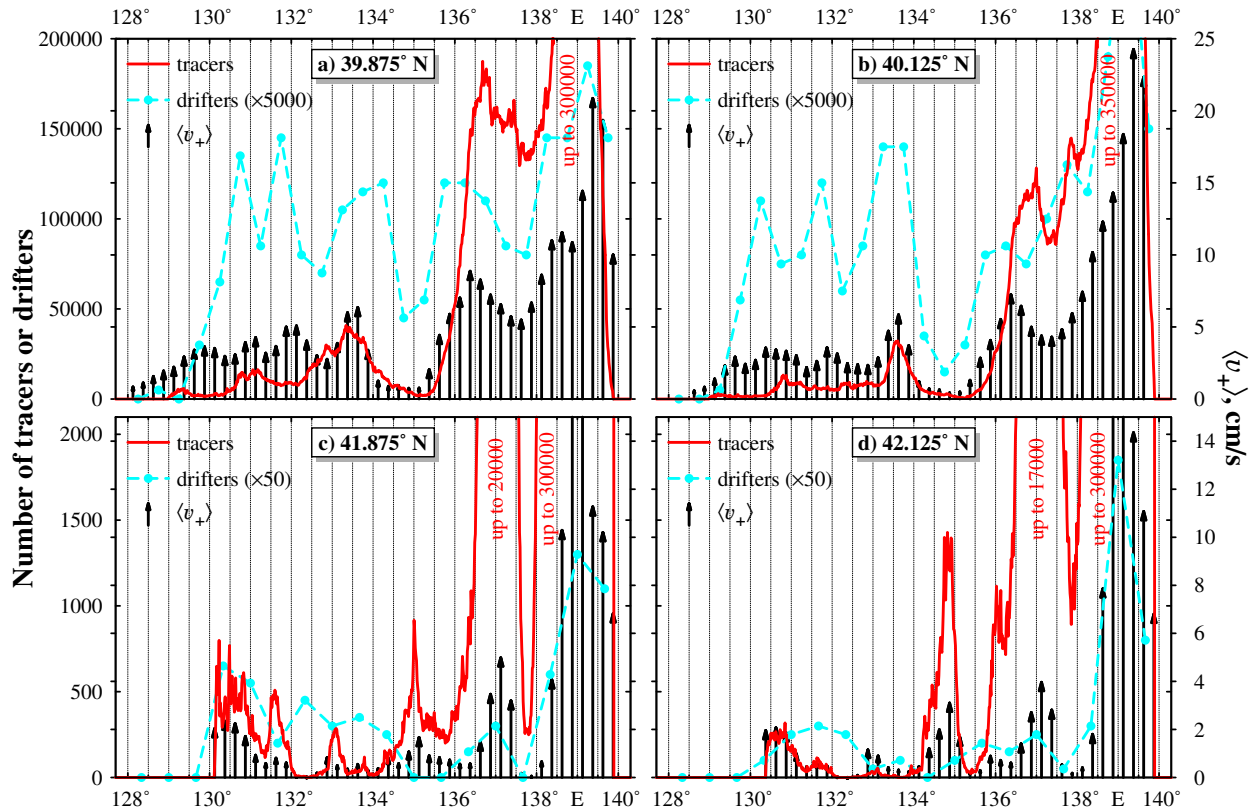 128° 130° 132° 134° 136° 138° E 140° 128° 130° 132° 134° 136° 138° E 140°
200000
150000
100000
50000
0
a) 39.875° N
tracers
drifters (×5000)
⟨v₊⟩
up to 300000
b) 40.125° N
tracers
drifters (×5000)
⟨v₊⟩
up to 350000
25
20
15
10
5
0
Number of tracers or drifters
⟨v₊⟩, cm/s
2000
1500
1000
500
0
c) 41.875° N
tracers
drifters (×50)
⟨v₊⟩
up to 20000
up to 300000
d) 42.125° N
tracers
drifters (×50)
⟨v₊⟩
up to 17000
up to 300000
14
12
10
8
6
4
2
0
128° 130° 132° 134° 136° 138° E 140° 128° 130° 132° 134° 136° 138° E 140°